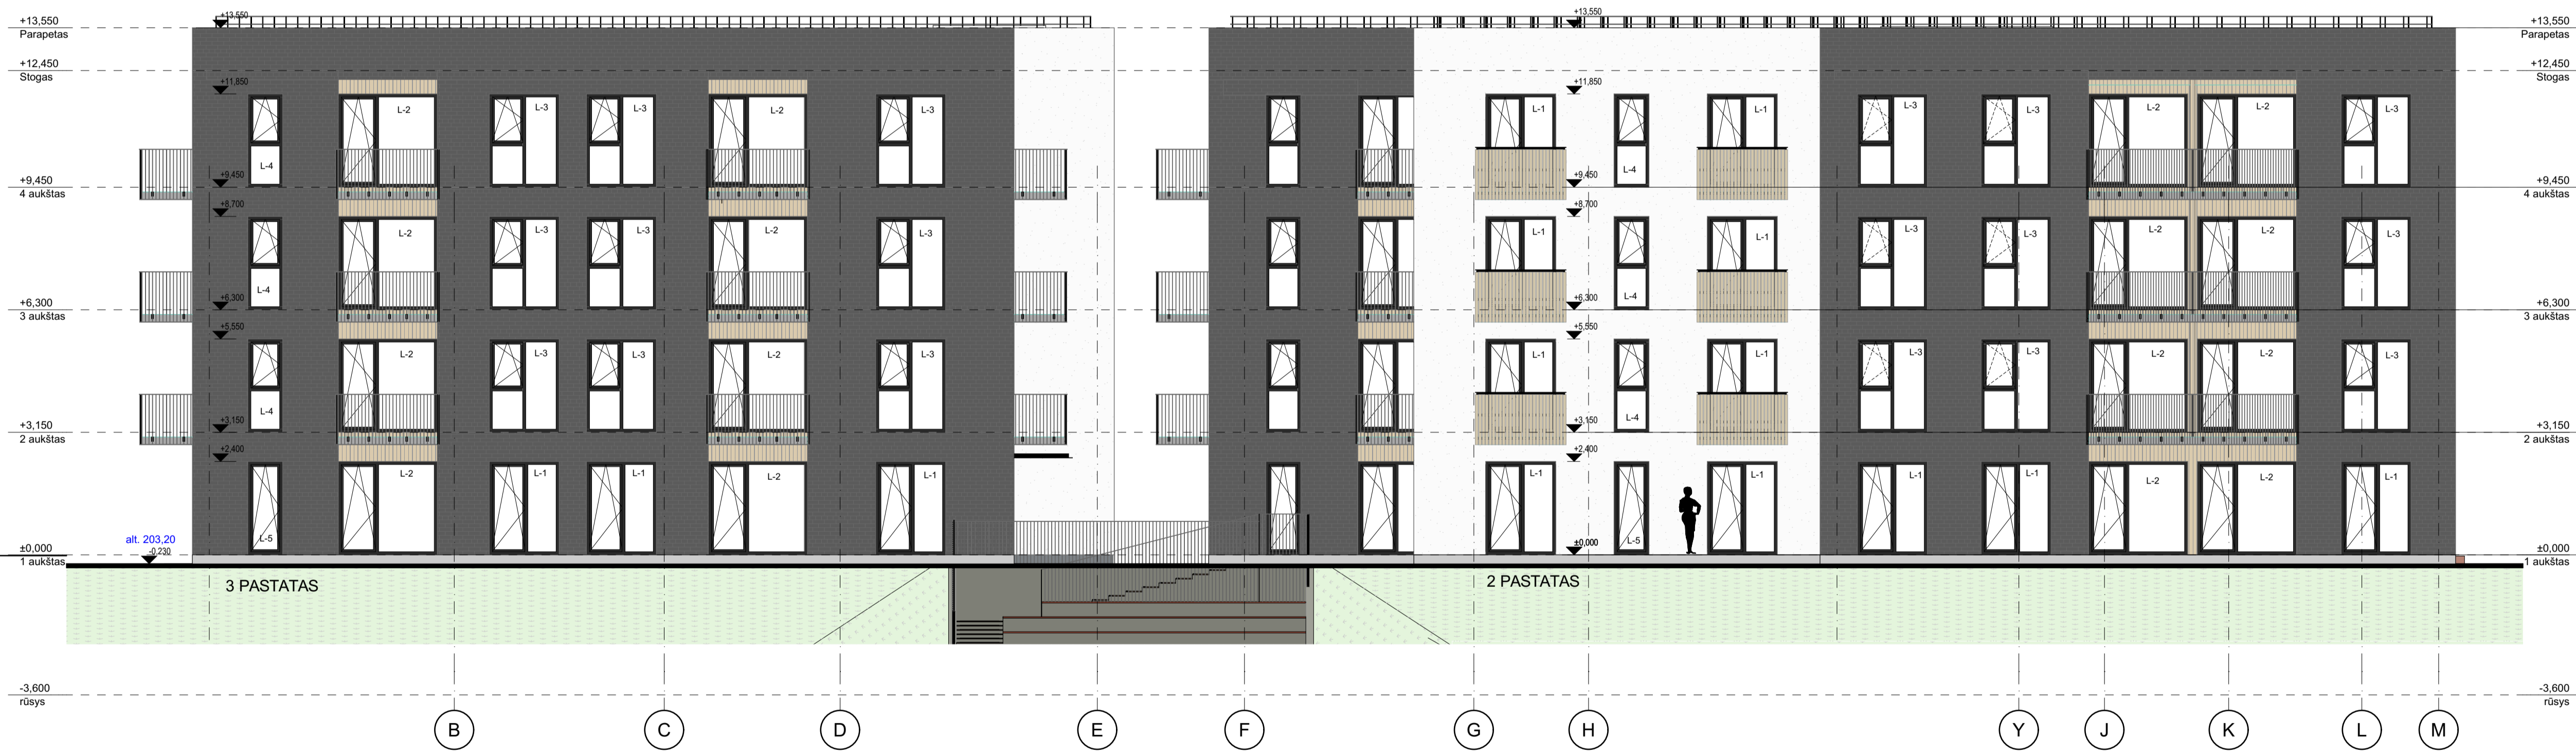 +13,550
+13,550
+13,550
+13,550
Parapetas
Parapetas
+12,450
+12,450
Stogas
Stogas
+11,850
+11,850
L-2 L-3 L-3 L-2 L-3 L-1 L-1 L-3 L-3 L-2 L-2 L-3
L-4 L-4
+9,450 +9,450 +9,450 +9,450
4 aukštas
4 aukštas
+8,700 +8,700
L-2 L-3 L-3 L-2 L-3 L-1 L-1 L-3 L-3 L-2 L-2 L-3
L-4 L-4
+6,300 +6,300 +6,300 +6,300
3 aukštas
3 aukštas
+5,550 +5,550
L-2 L-3 L-3 L-2 L-3 L-1 L-1 L-3 L-3 L-2 L-2 L-3
L-4 L-4
+3,150 +3,150 +3,150 +3,150
2 aukštas
2 aukštas
+2,400 +2,400
L-2 L-1 L-1 L-2 L-1 L-1 L-1 L-1 L-1 L-2 L-2 L-1
L-5 L-5
alt. 203,20
-0.230
±0,000 ±0,000 ±0,000
1 aukštas
1 aukštas
3 PASTATAS
2 PASTATAS
-3,600
-3,600
rūsys
rūsys
B C D E F G H Y J K L M